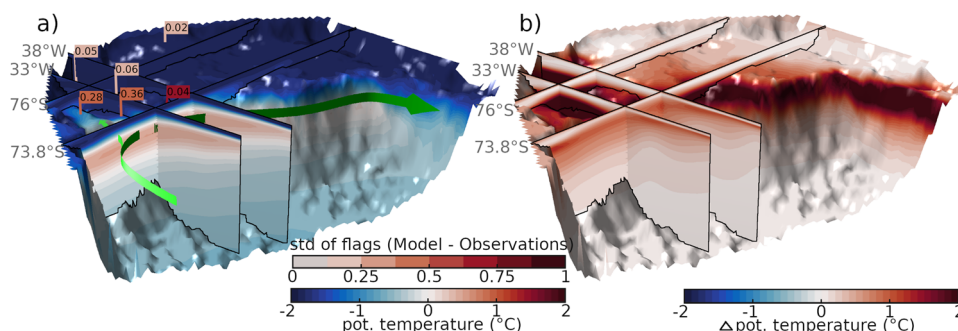 a)
b)
0.02
38°W
0.05
33°W
0.06
0.28
0.36
0.04
76°S
73.8°S
38°W
33°W
76°S
73.8°S
std of flags (Model - Observations)
0 0.25 0.5 0.75 1
-2 -1 0 1 2
pot. temperature (°C)
-2 -1 0 1 2
△ pot. temperature (°C)